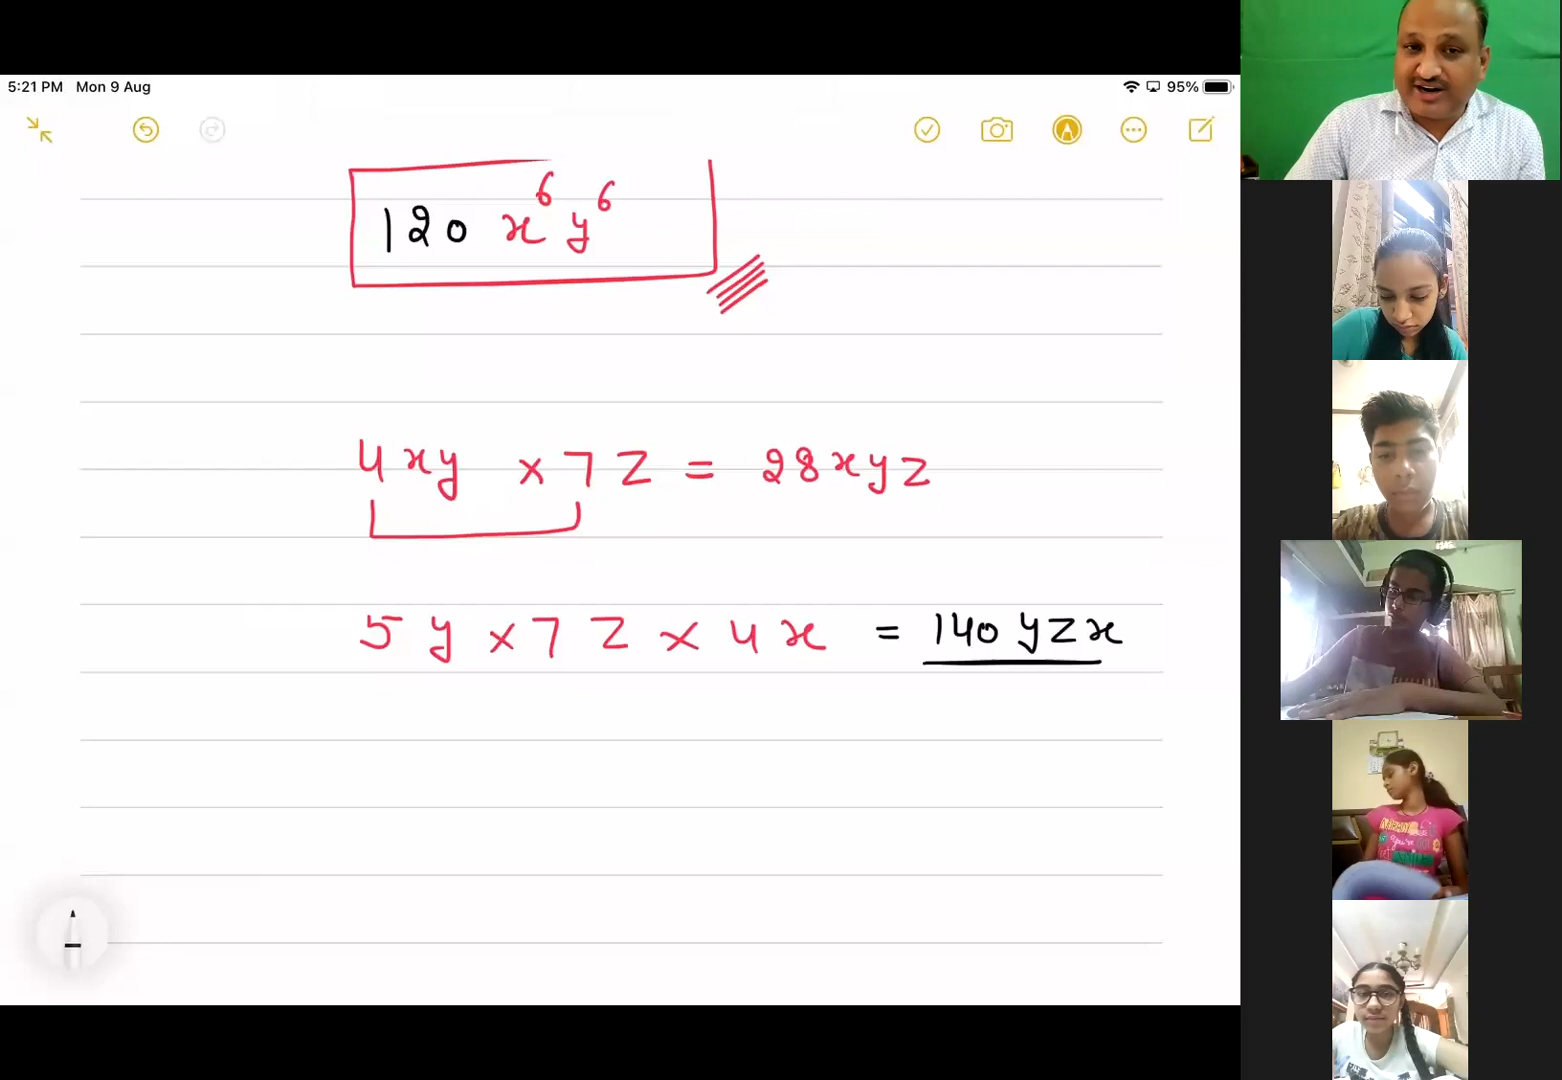 5:21 PM Mon 9 Aug
95%
120 x⁶ y⁶
4xy × 7z = 28xyz
5y × 7z × 4x = 140yzx